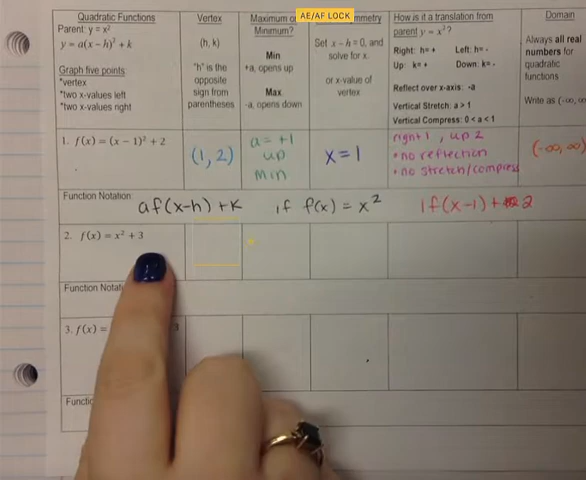 Quadratic Functions
Parent: y = x²
y = a(x − h)² + k
Graph five points
*vertex
*two x-values left
*two x-values right
Vertex
(h, k)
"h" is the
opposite
sign from
parentheses
Maximum o
Minimum?
Min
+a, opens up
Max
-a, opens down
AE/AF LOCK
mmetry
Set x − h = 0, and
solve for x.
or x-value of
vertex
How is it a translation from
parent y = x²?
Right: h= + Left: h= -
Up: k= + Down: k= -
Reflect over x-axis: -a
Vertical Stretch: a > 1
Vertical Compress: 0 < a < 1
Domain
Always all real
numbers for
quadratic
functions
Write as (-∞, ∞
1. f(x) = (x − 1)² + 2
(1, 2)
a = +1
up
min
x = 1
right 1, up 2
• no reflection
• no stretch/compress
(-∞, ∞)
Function Notation:
a f(x-h) + k if f(x) = x² 1 f(x-1) + 2
2. f(x) = x² + 3
Function Notat
3. f(x) = 3
Functi